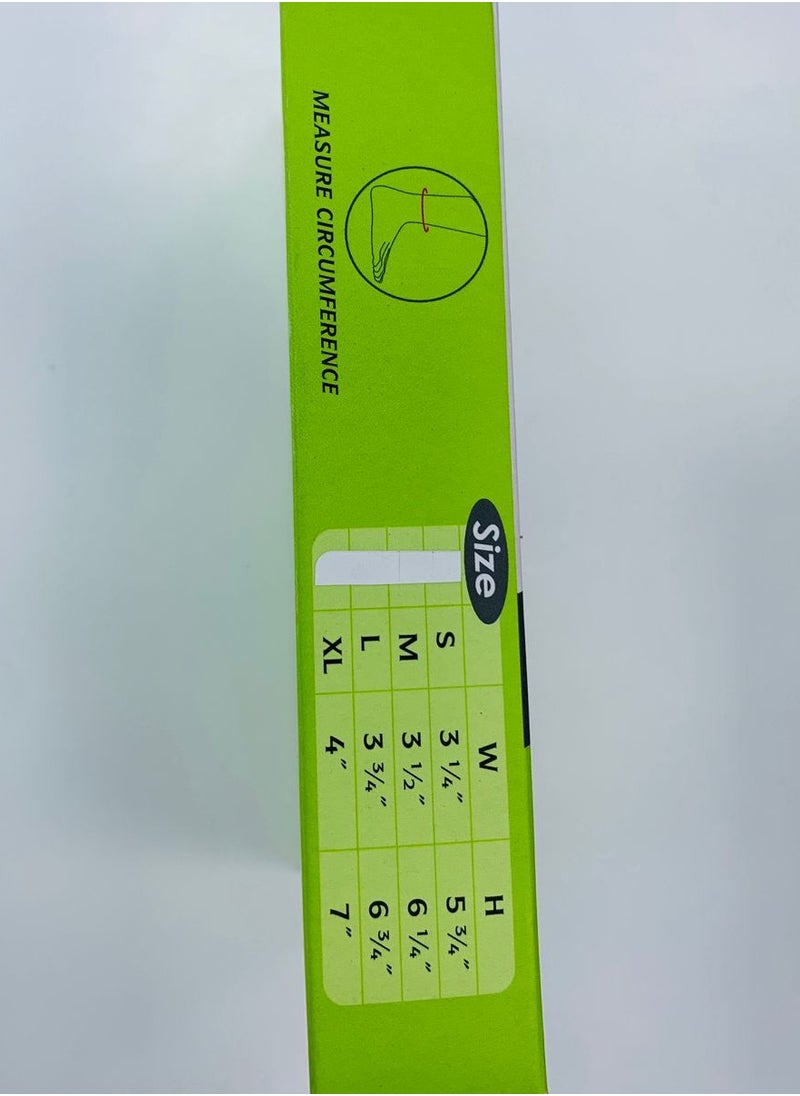 MEASURE CIRCUMFERENCE
Size
W H
S 3 1/4" 5 3/4"
M 3 1/2" 6 1/4"
L 3 3/4" 6 3/4"
XL 4" 7"